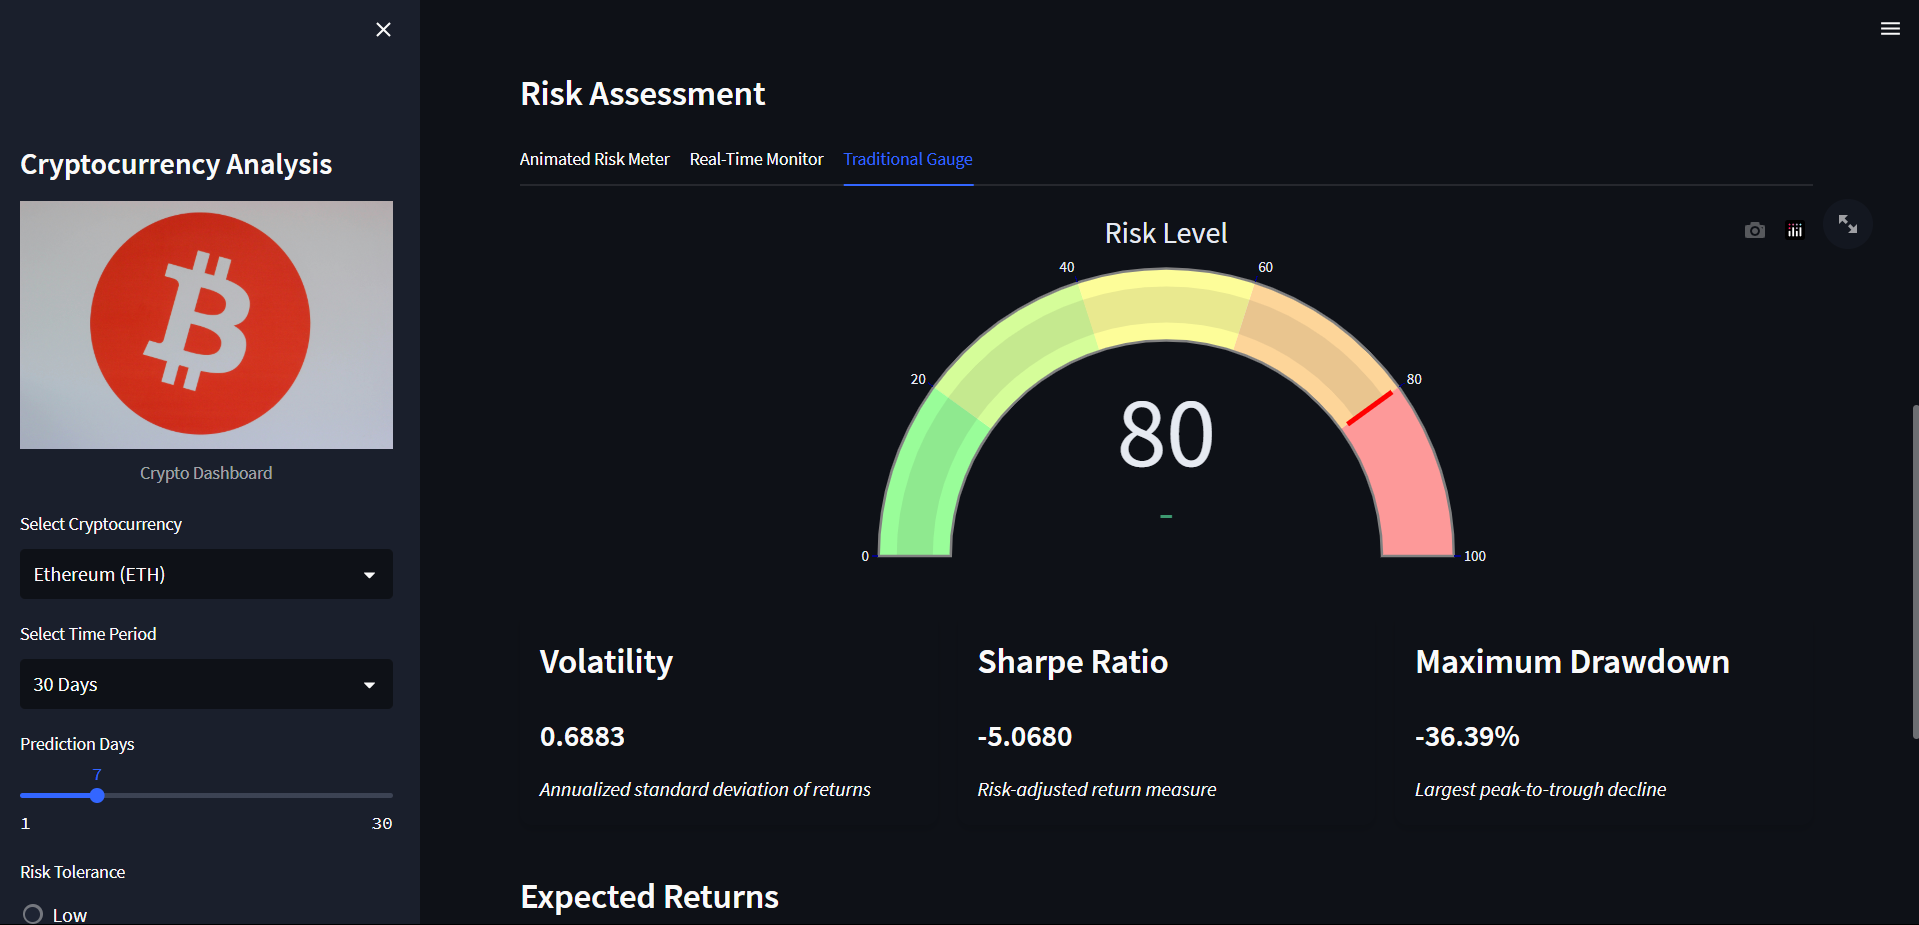 Cryptocurrency Analysis
Crypto Dashboard
Select Cryptocurrency
Ethereum (ETH)
Select Time Period
30 Days
Prediction Days
7
1 30
Risk Tolerance
Low
Risk Assessment
Animated Risk Meter Real-Time Monitor Traditional Gauge
Risk Level
40 60
20 80
80
-
0 100
Volatility
0.6883
Annualized standard deviation of returns
Sharpe Ratio
-5.0680
Risk-adjusted return measure
Maximum Drawdown
-36.39%
Largest peak-to-trough decline
Expected Returns